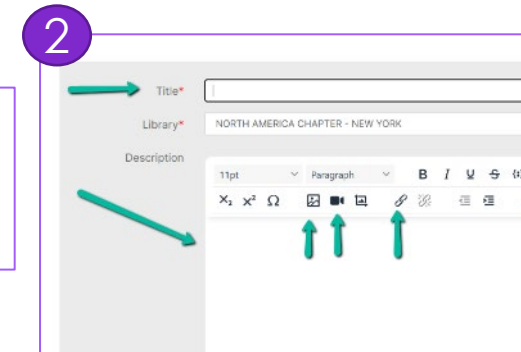 2
Title*
Library* NORTH AMERICA CHAPTER - NEW YORK
Description
11pt Paragraph B I U S
X₂ X² Ω